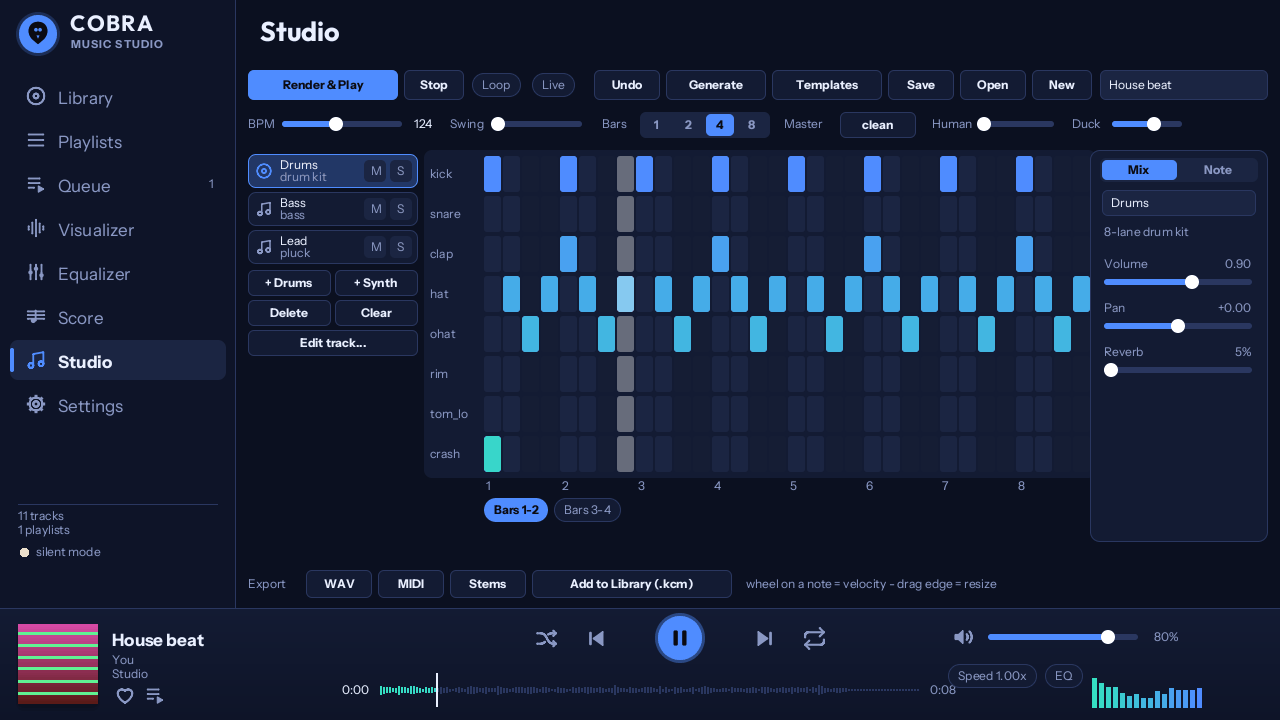 COBRA
MUSIC STUDIO
Library
Playlists
Queue 1
Visualizer
Equalizer
Score
Studio
Settings
11 tracks
1 playlists
silent mode
Studio
Render & Play Stop Loop Live Undo Generate Templates Save Open New House beat
BPM 124 Swing Bars 1 2 4 8 Master clean Human Duck
Drums
drum kit
M S
Bass
bass
M S
Lead
pluck
M S
+ Drums + Synth
Delete Clear
Edit track...
kick
snare
clap
hat
ohat
rim
tom_lo
crash
1 2 3 4 5 6 7 8
Bars 1-2 Bars 3-4
Mix Note
Drums
8-lane drum kit
Volume 0.90
Pan +0.00
Reverb 5%
Export WAV MIDI Stems Add to Library (.kcm) wheel on a note = velocity - drag edge = resize
House beat
You
Studio
0:00 0:08
80%
Speed 1.00x EQ